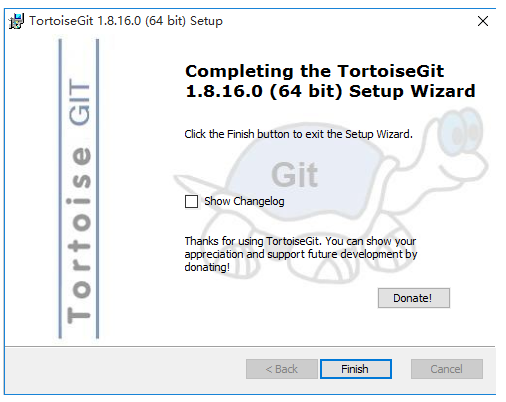 TortoiseGit 1.8.16.0 (64 bit) Setup
Tortoise GIT
Completing the TortoiseGit
1.8.16.0 (64 bit) Setup Wizard
Click the Finish button to exit the Setup Wizard.
Git
Show Changelog
Thanks for using TortoiseGit. You can show your
appreciation and support future development by
donating!
Donate!
< Back
Finish
Cancel